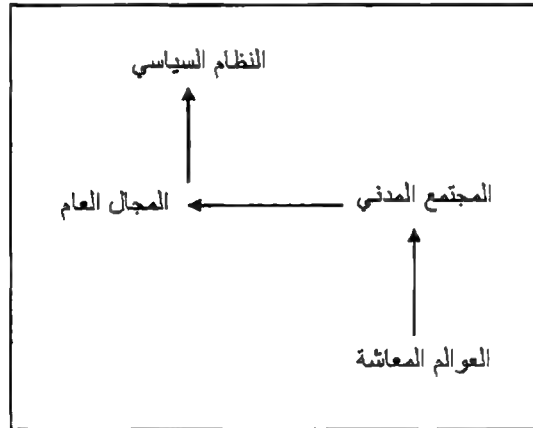 النظام السياسي
المجتمع المدني
المجال العام
العوالم المعاشة